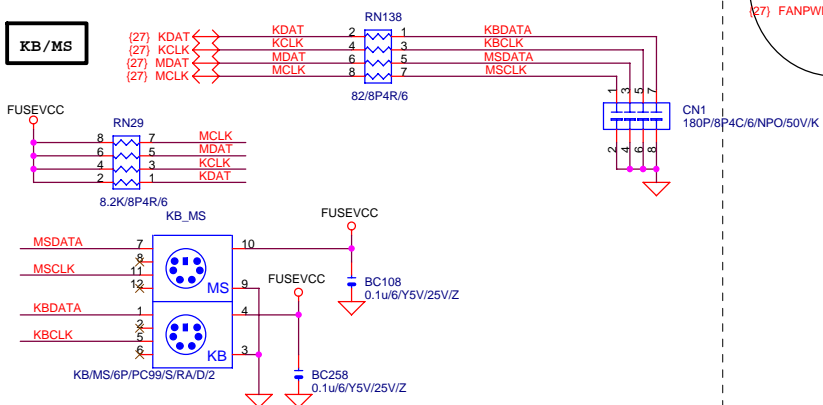 RN138
{27} FANPW
KB/MS
{27} KDAT KDAT 2 1 KBDATA
{27} KCLK KCLK 4 3 KBCLK
{27} MDAT MDAT 6 5 MSDATA
{27} MCLK MCLK 8 7 MSCLK
82/8P4R/6
1 3 5 7
CN1
180P/8P4C/6/NPO/50V/K
2 4 6 8
FUSEVCC
RN29
8 7 MCLK
6 5 MDAT
4 3 KCLK
2 1 KDAT
8.2K/8P4R/6
KB_MS
FUSEVCC
MSDATA 7 10
8
MSCLK 11
12 MS 9
BC108
0.1u/6/Y5V/25V/Z
FUSEVCC
KBDATA 1 4
2
KBCLK 5
6 KB 3
KB/MS/6P/PC99/S/RA/D/2
BC258
0.1u/6/Y5V/25V/Z